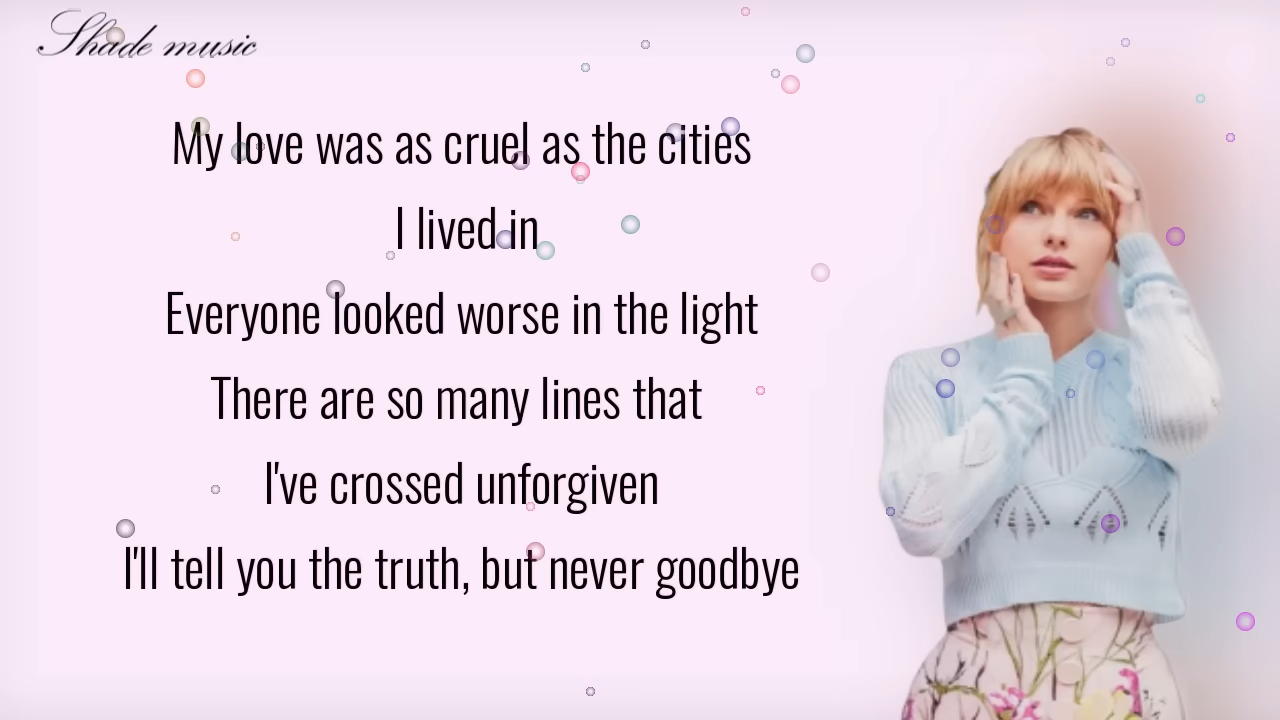 Shade music
My love was as cruel as the cities
I lived in
Everyone looked worse in the light
There are so many lines that
I've crossed unforgiven
I'll tell you the truth, but never goodbye